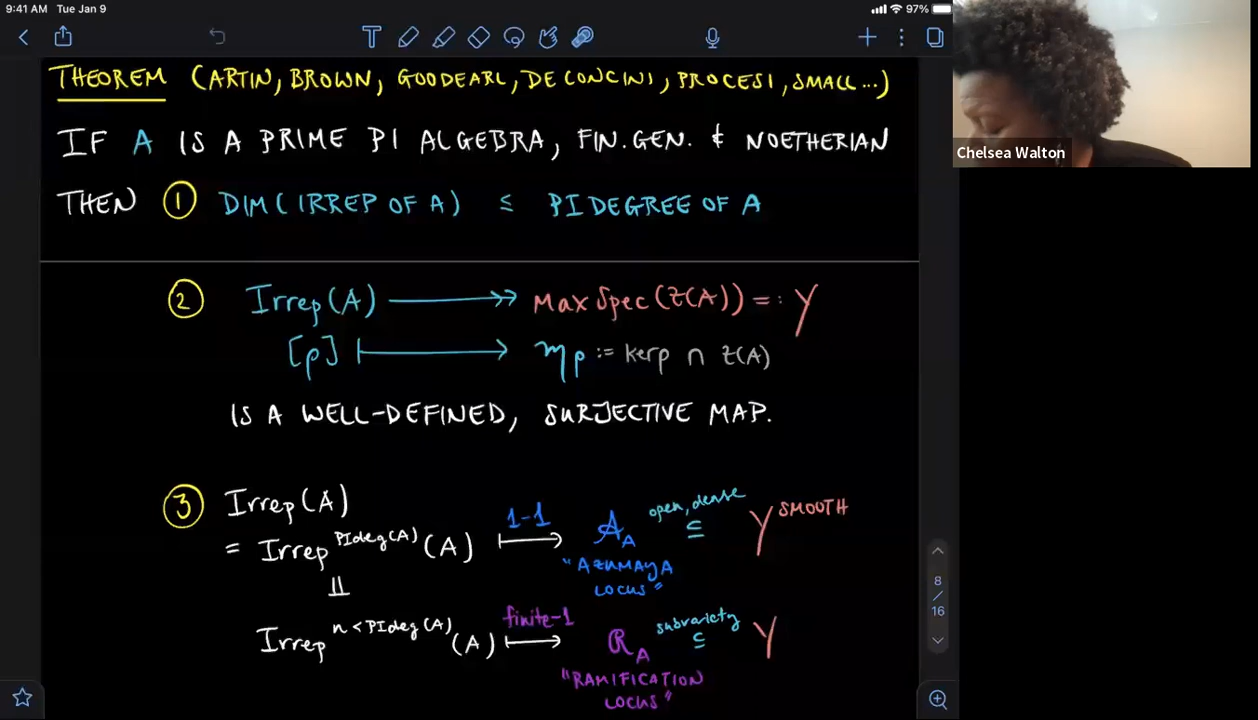 9:41 AM Tue Jan 9
97%
THEOREM (ARTIN, BROWN, GOODEARL, DE CONCINI, PROCESI, SMALL...)
IF A IS A PRIME PI ALGEBRA, FIN. GEN. & NOETHERIAN
Chelsea Walton
THEN ① DIM(IRREP OF A) ≤ PI DEGREE OF A
② Irrep(A) ↠ MaxSpec(Z(A)) =: Y
[ρ] ↦ 𝔪ρ := kerρ ∩ Z(A)
IS A WELL-DEFINED, SURJECTIVE MAP.
③ Irrep(A)
= Irrep^PIdeg(A) (A) ↦ 1-1 𝒜_A open, dense ⊆ Y^SMOOTH
"AZUMAYA LOCUS"
⨿
Irrep^n<PIdeg(A) (A) ↦ finite-1 ℛ_A subvariety ⊆ Y
"RAMIFICATION LOCUS"
8
/
16